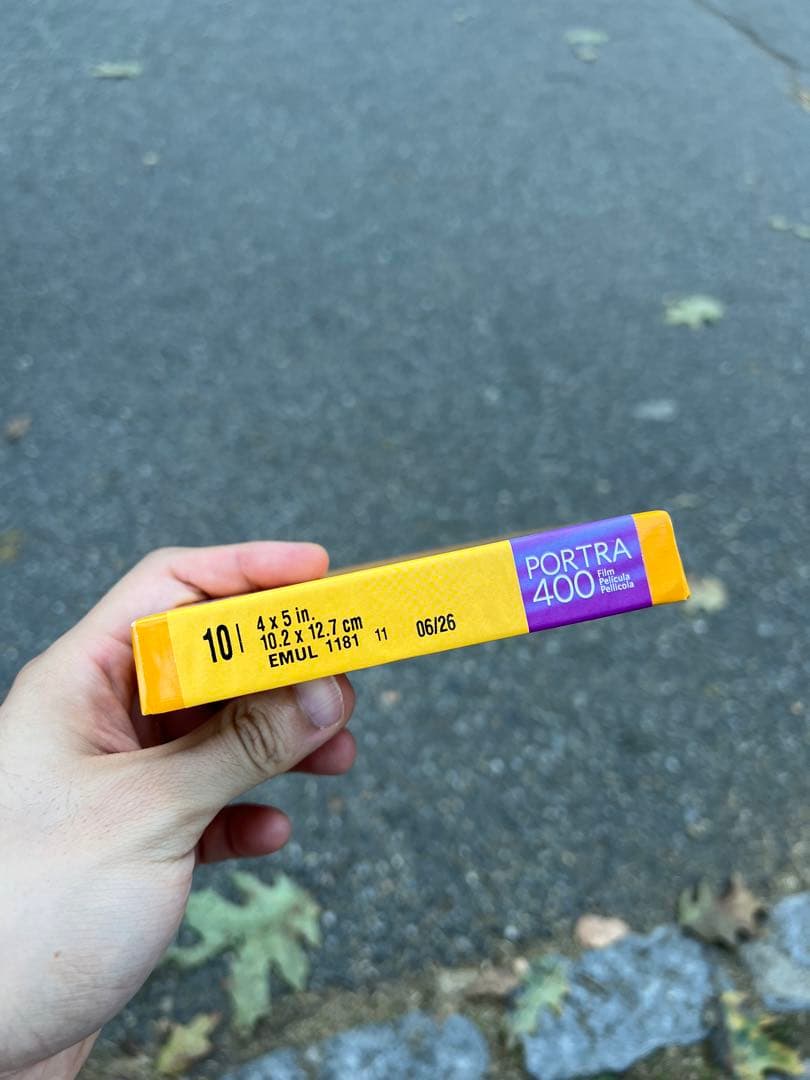 10 | 4 x 5 in.
10.2 x 12.7 cm
EMUL 1181 11 06/26
PORTRA
400 Film
Película
Pellicola